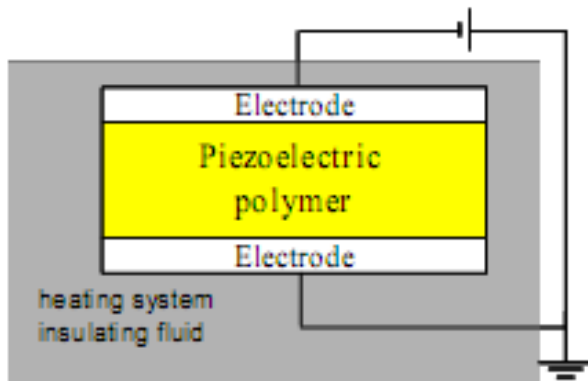 Electrode
Piezoelectric
polymer
Electrode
heating system
insulating fluid